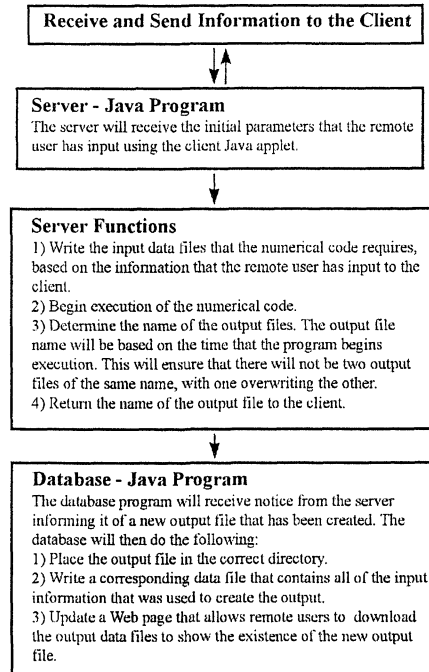 Receive and Send Information to the Client
Server - Java Program
The server will receive the initial parameters that the remote
user has input using the client Java applet.
Server Functions
1) Write the input data files that the numerical code requires,
based on the information that the remote user has input to the
client.
2) Begin execution of the numerical code.
3) Determine the name of the output files. The output file
name will be based on the time that the program begins
execution. This will ensure that there will not be two output
files of the same name, with one overwriting the other.
4) Return the name of the output file to the client.
Database - Java Program
The database program will receive notice from the server
informing it of a new output file that has been created. The
database will then do the following:
1) Place the output file in the correct directory.
2) Write a corresponding data file that contains all of the input
information that was used to create the output.
3) Update a Web page that allows remote users to download
the output data files to show the existence of the new output
file.